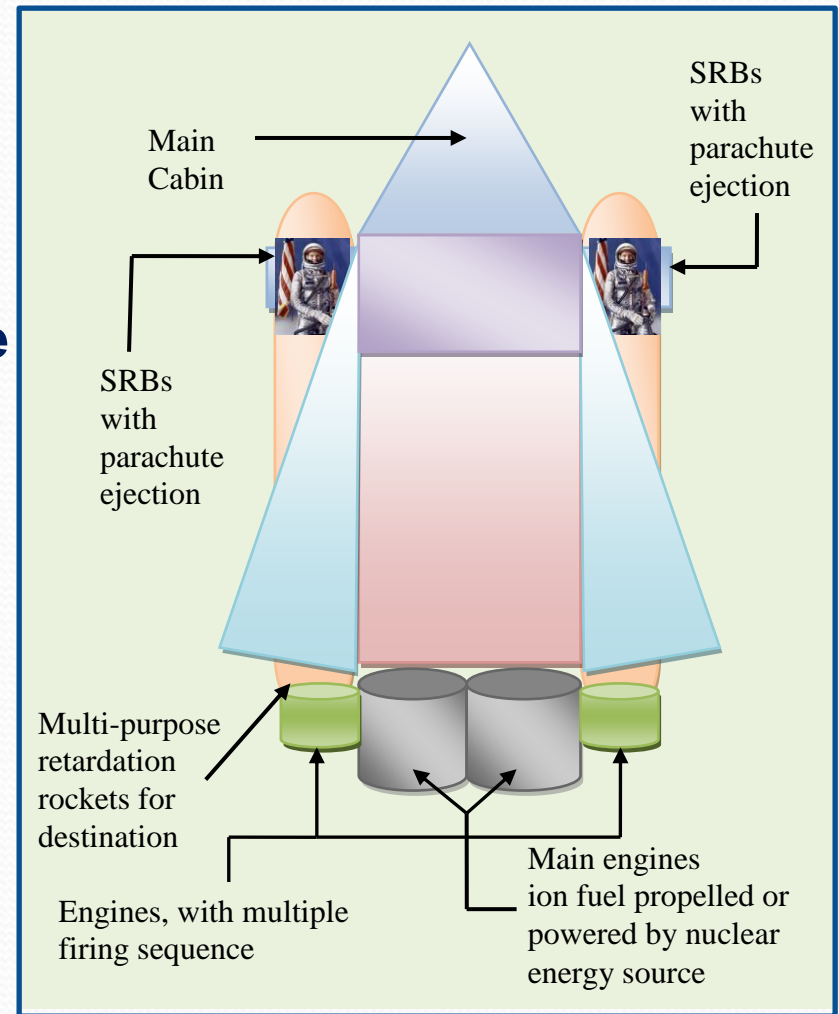 SRBs
with
parachute
ejection
Main
Cabin
e
SRBs
with
parachute
ejection
Multi-purpose
retardation
rockets for
destination
Engines, with multiple
firing sequence
Main engines
ion fuel propelled or
powered by nuclear
energy source